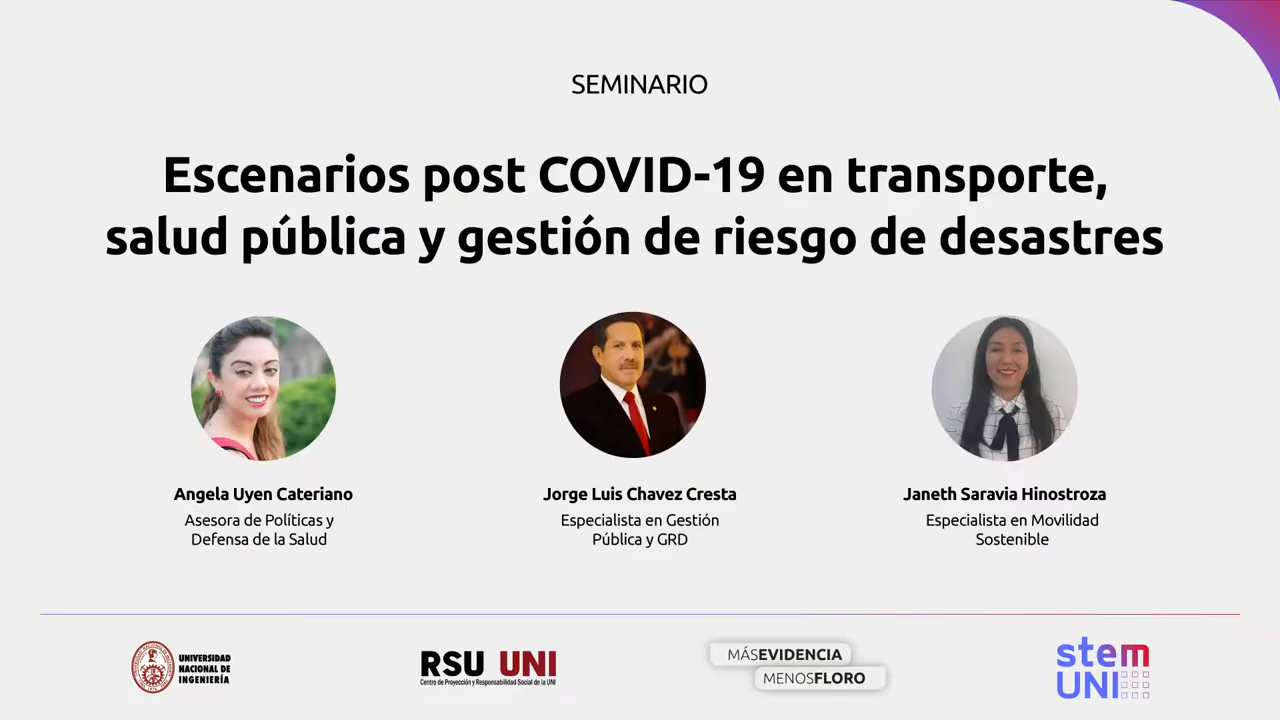 SEMINARIO
Escenarios post COVID-19 en transporte,
salud pública y gestión de riesgo de desastres
Angela Uyen Cateriano
Asesora de Políticas y
Defensa de la Salud
Jorge Luis Chavez Cresta
Especialista en Gestión
Pública y GRD
Janeth Saravia Hinostroza
Especialista en Movilidad
Sostenible
UNIVERSIDAD
NACIONAL DE
INGENIERÍA
RSU UNI
Centro de Proyección y Responsabilidad Social de la UNI
MÁSEVIDENCIA
MENOSFLORO
stem
UNI